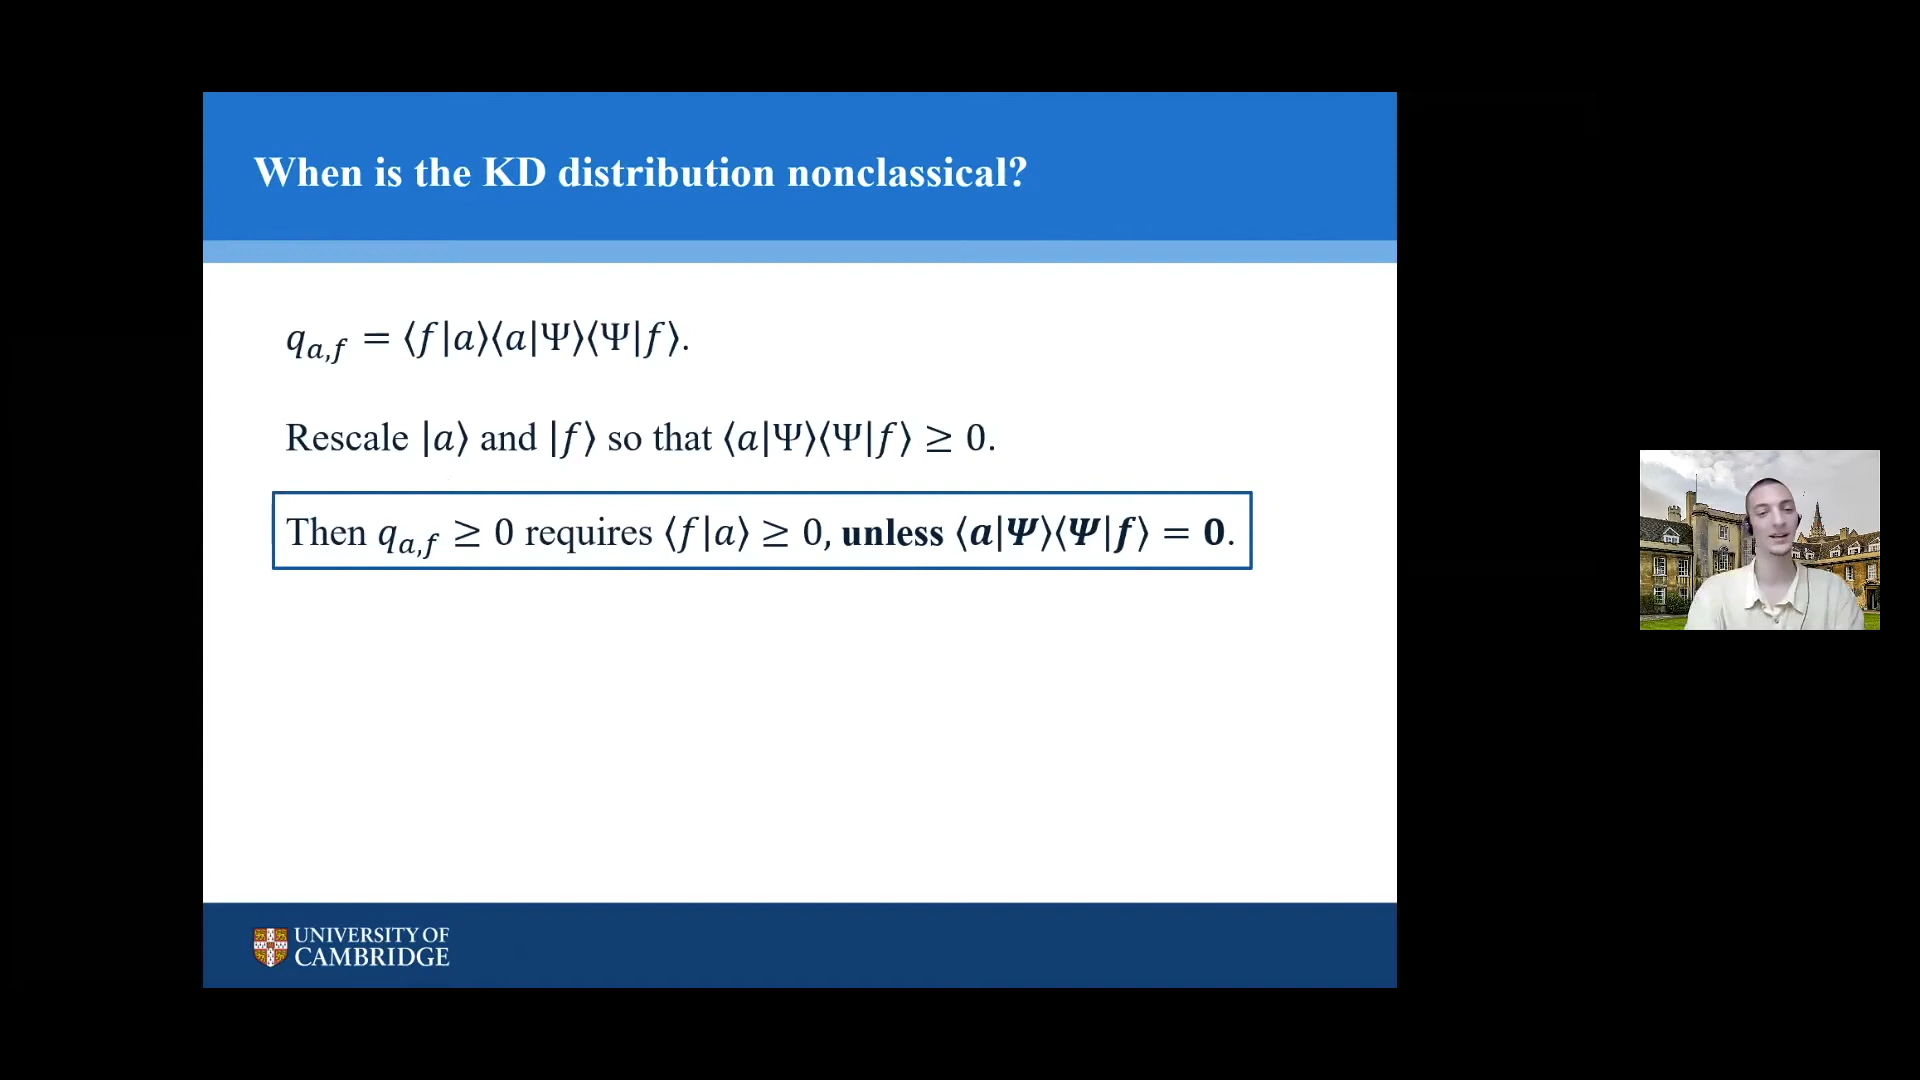 When is the KD distribution nonclassical?
q_{a,f} = ⟨f|a⟩⟨a|Ψ⟩⟨Ψ|f⟩.
Rescale |a⟩ and |f⟩ so that ⟨a|Ψ⟩⟨Ψ|f⟩ ≥ 0.
Then q_{a,f} ≥ 0 requires ⟨f|a⟩ ≥ 0, unless ⟨a|Ψ⟩⟨Ψ|f⟩ = 0.
UNIVERSITY OF
CAMBRIDGE